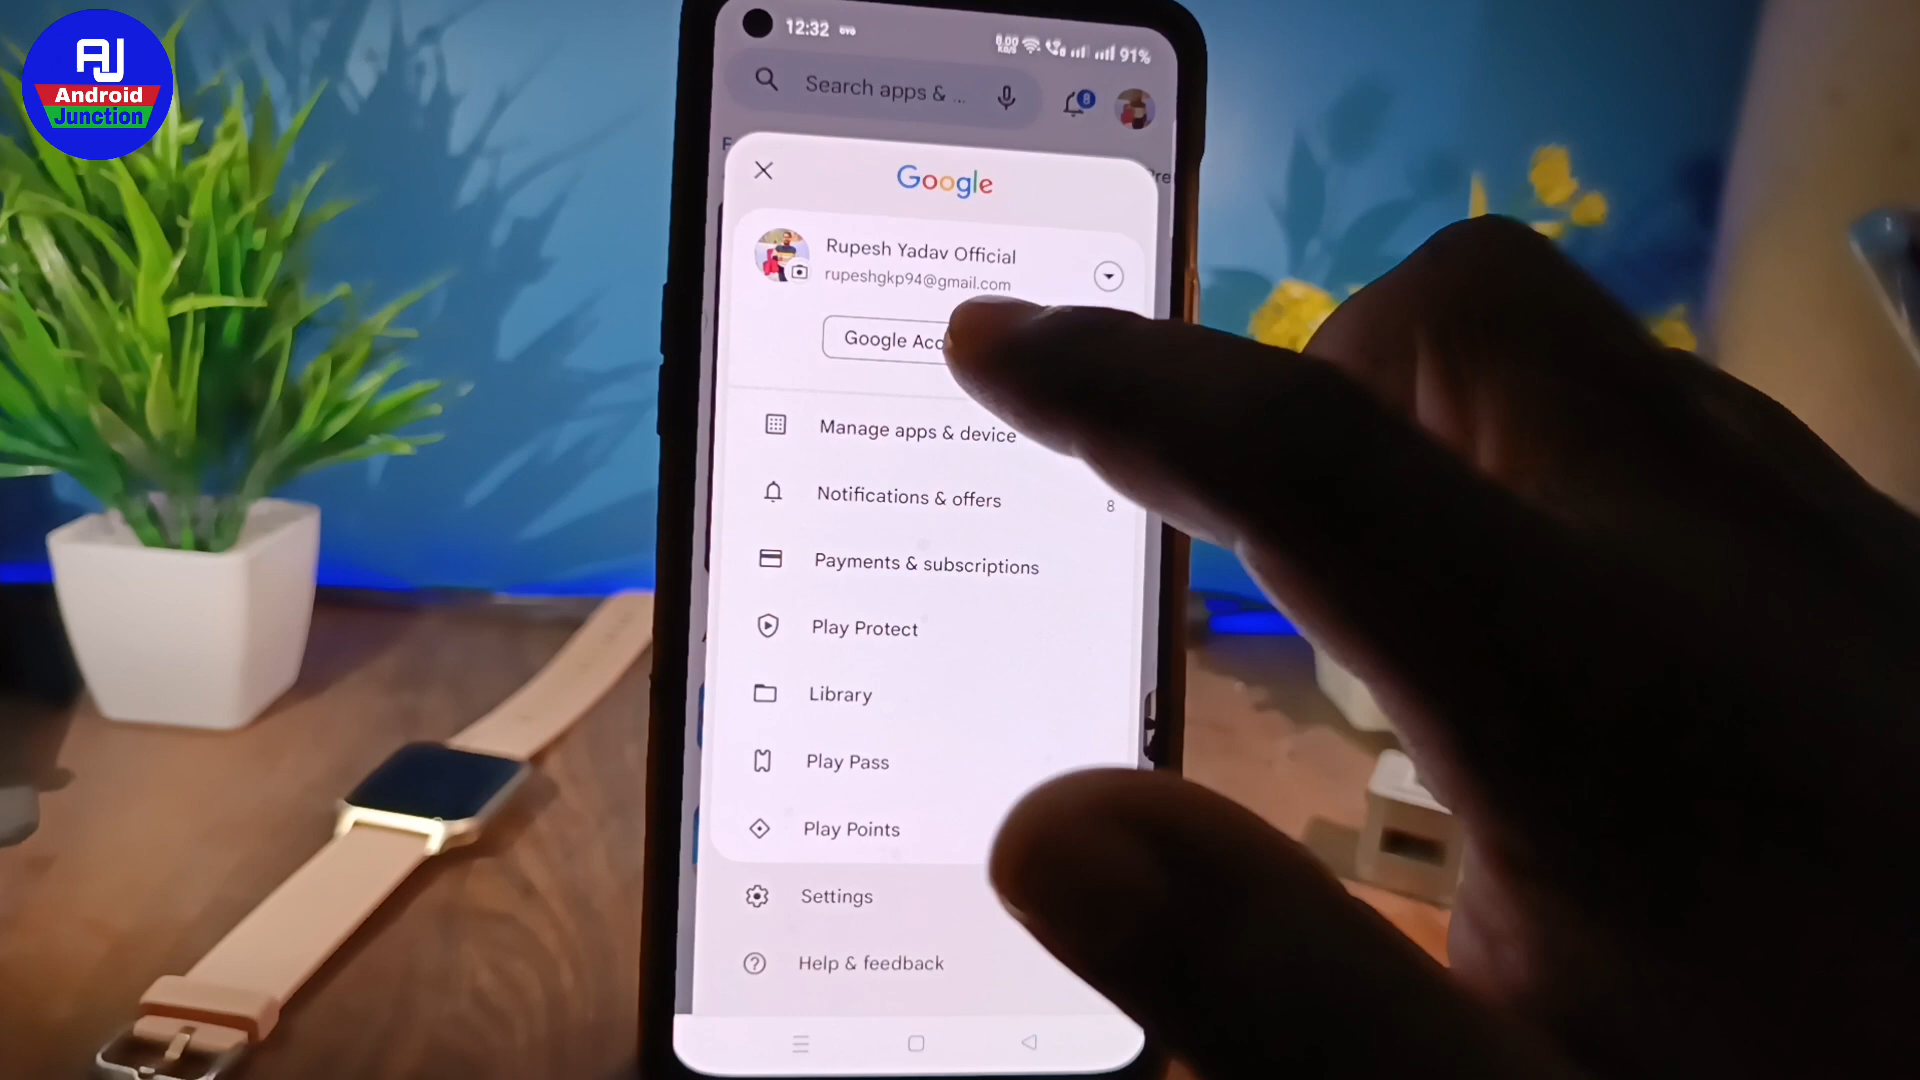 AJ
Android
Junction
12:32
91%
Search apps & ...
8
Google
Rupesh Yadav Official
rupeshgkp94@gmail.com
Google Acc
Manage apps & device
Notifications & offers
8
Payments & subscriptions
Play Protect
Library
Play Pass
Play Points
Settings
Help & feedback